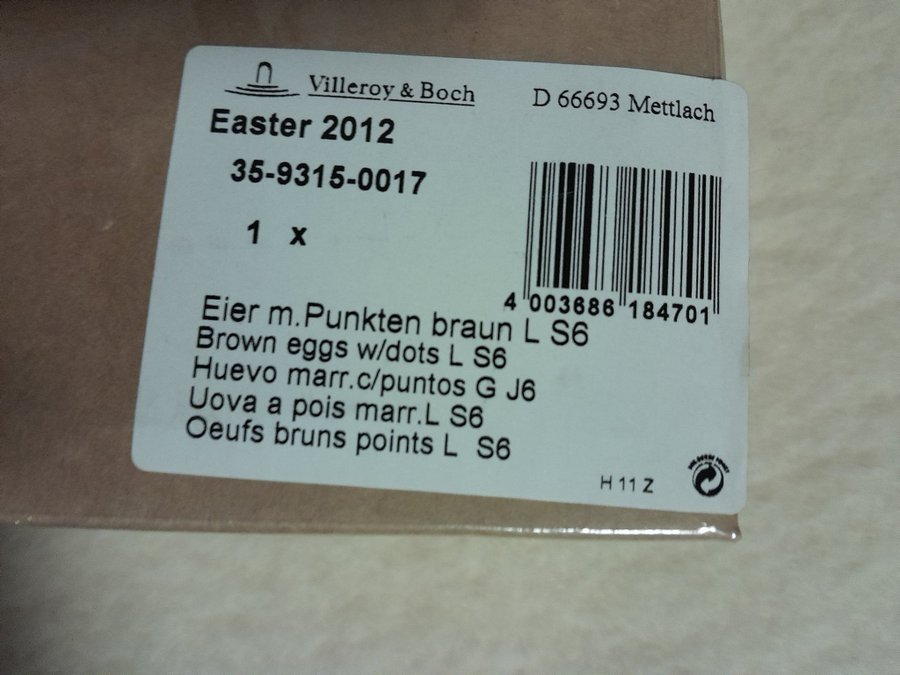 Villeroy & Boch
D 66693 Mettlach
Easter 2012
35-9315-0017
1 x
4 003686 184701
Eier m.Punkten braun L S6
Brown eggs w/dots L S6
Huevo marr.c/puntos G J6
Uova a pois marr.L S6
Oeufs bruns points L S6
H 11 Z